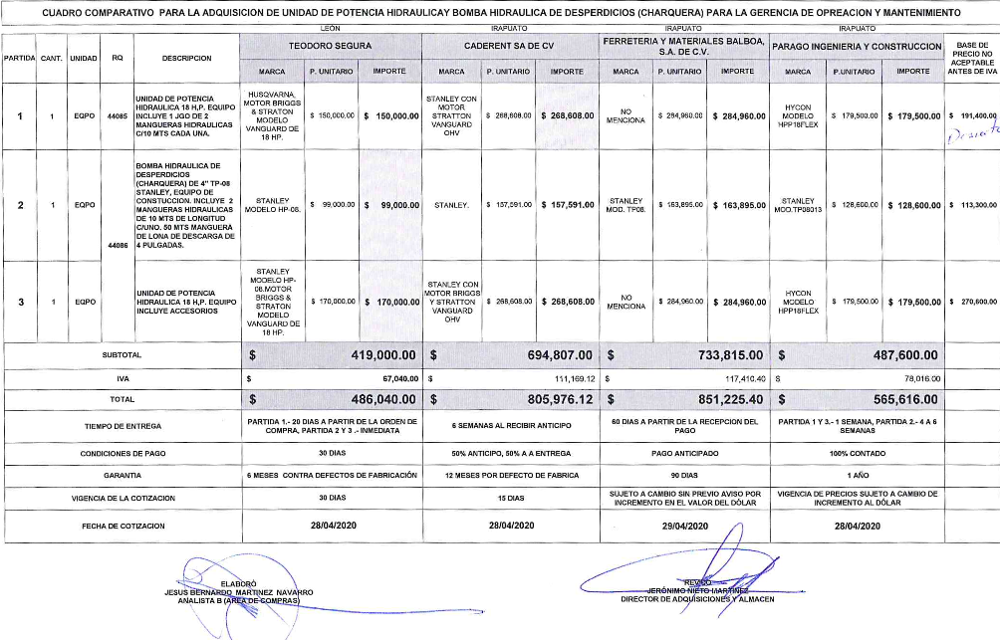 CUADRO COMPARATIVO PARA LA ADQUISICION DE UNIDAD DE POTENCIA HIDRAULICAY BOMBA HIDRAULICA DE DESPERDICIOS (CHARQUERA) PARA LA GERENCIA DE OPREACION Y MANTENIMIENTO
LEÓN IRAPUATO IRAPUATO IRAPUATO
PARTIDA CANT. UNIDAD RQ DESCRIPCION TEODORO SEGURA CADERENT SA DE CV FERRETERIA Y MATERIALES BALBOA, S.A. DE C.V. PARAGO INGENIERIA Y CONSTRUCCION BASE DE PRECIO NO ACEPTABLE ANTES DE IVA
MARCA P. UNITARIO IMPORTE MARCA P. UNITARIO IMPORTE MARCA P. UNITARIO IMPORTE MARCA P.UNITARIO IMPORTE
1 1 EQPO 44085
UNIDAD DE POTENCIA
HIDRAULICA 18 H,P. EQUIPO
INCLUYE 1 JGO DE 2
MANGUERAS HIDRAULICAS
C/10 MTS CADA UNA.
HUSQVARNA,
MOTOR BRIGGS
& STRATON
MODELO
VANGUARD DE
18 HP.
$ 150,000.00 $ 150,000.00
STANLEY CON
MOTOR
STRATTON
VANGUARD
OHV
$ 268,608.00 $ 268,608.00
NO
MENCIONA
$ 284,960.00 $ 284,960.00
HYCON
MODELO
HPP18FLEX
$ 179,500.00 $ 179,500.00 $ 191,400.00
2 1 EQPO
44086
BOMBA HIDRAULICA DE
DESPERDICIOS
(CHARQUERA) DE 4" TP-08
STANLEY, EQUIPO DE
CONSTUCCION. INCLUYE 2
MANGUERAS HIDRAULICAS
DE 10 MTS DE LONGITUD
C/UNO. 50 MTS MANGUERA
DE LONA DE DESCARGA DE
4 PULGADAS.
STANLEY
MODELO HP-08.
$ 99,000.00 $ 99,000.00
STANLEY.
$ 157,591.00 $ 157,591.00
STANLEY
MOD. TP08.
$ 163,895.00 $ 163,895.00
STANLEY
MOD.TP08013
$ 128,600.00 $ 128,600.00 $ 113,300.00
3 1 EQPO
UNIDAD DE POTENCIA
HIDRAULICA 18 H,P. EQUIPO
INCLUYE ACCESORIOS
STANLEY
MODELO HP-
08.MOTOR
BRIGGS &
STRATON
MODELO
VANGUARD DE
18 HP.
$ 170,000.00 $ 170,000.00
STANLEY CON
MOTOR BRIGGS
Y STRATTON
VANGUARD
OHV
$ 268,608.00 $ 268,608.00
NO
MENCIONA
$ 284,960.00 $ 284,960.00
HYCON
MODELO
HPP18FLEX
$ 179,500.00 $ 179,500.00 $ 270,600.00
SUBTOTAL $ 419,000.00 $ 694,807.00 $ 733,815.00 $ 487,600.00
IVA $ 67,040.00 $ 111,169.12 $ 117,410.40 $ 78,016.00
TOTAL $ 486,040.00 $ 805,976.12 $ 851,225.40 $ 565,616.00
TIEMPO DE ENTREGA
PARTIDA 1.- 20 DIAS A PARTIR DE LA ORDEN DE
COMPRA, PARTIDA 2 Y 3 .- INMEDIATA
6 SEMANAS AL RECIBIR ANTICIPO
60 DIAS A PARTIR DE LA RECEPCION DEL
PAGO
PARTIDA 1 Y 3.- 1 SEMANA, PARTIDA 2.- 4 A 6
SEMANAS
CONDICIONES DE PAGO 30 DIAS 50% ANTICIPO, 50% A A ENTREGA PAGO ANTICIPADO 100% CONTADO
GARANTIA 6 MESES CONTRA DEFECTOS DE FABRICACIÓN 12 MESES POR DEFECTO DE FABRICA 90 DIAS 1 AÑO
VIGENCIA DE LA COTIZACION 30 DIAS 15 DIAS
SUJETO A CAMBIO SIN PREVIO AVISO POR
INCREMENTO EN EL VALOR DEL DÓLAR
VIGENCIA DE PRECIOS SUJETO A CAMBIO DE
INCREMENTO AL DÓLAR
FECHA DE COTIZACION 28/04/2020 28/04/2020 29/04/2020 28/04/2020
ELABORÓ
JESUS BERNARDO MARTINEZ NAVARRO
ANALISTA B (AREA DE COMPRAS)
REVISÓ
JERÓNIMO NIETO MARTINEZ
DIRECTOR DE ADQUISICIONES Y ALMACEN